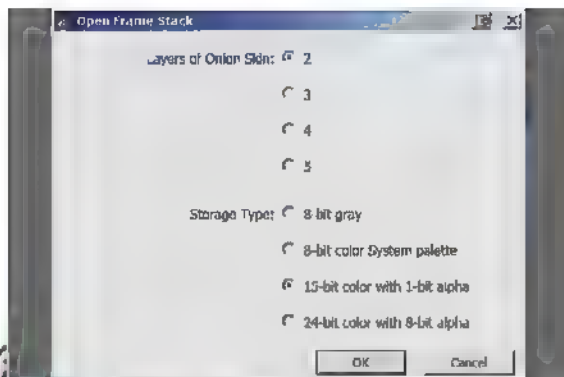 Open Frame Stack
Layers of Onion Skin: 2
3
4
5
Storage Type: 8-bit gray
8-bit color System palette
15-bit color with 1-bit alpha
24-bit color with 8-bit alpha
OK Cancel